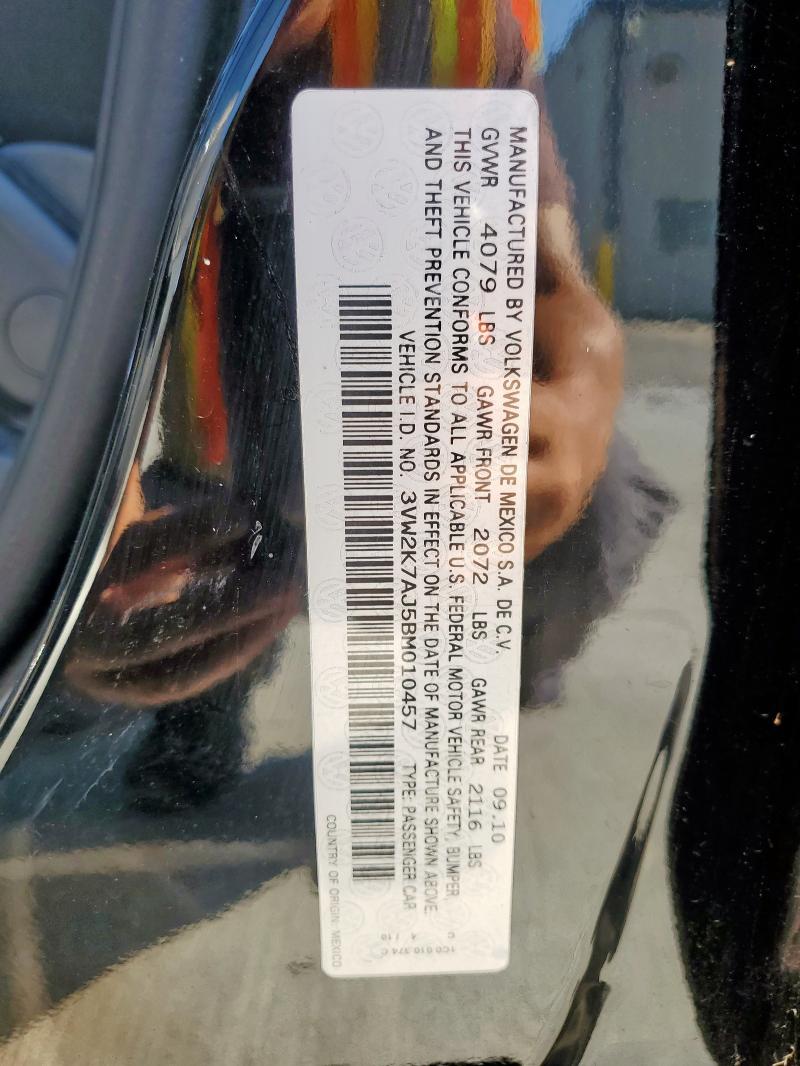 MANUFACTURED BY VOLKSWAGEN DE MEXICO S.A. DE C.V. DATE 09.10
GVWR 4079 LBS GAWR FRONT 2072 LBS GAWR REAR 2116 LBS
THIS VEHICLE CONFORMS TO ALL APPLICABLE U.S. FEDERAL MOTOR VEHICLE SAFETY, BUMPER,
AND THEFT PREVENTION STANDARDS IN EFFECT ON THE DATE OF MANUFACTURE SHOWN ABOVE.
VEHICLE I.D. NO. 3VW2K7AJ5BM010457 TYPE: PASSENGER CAR
COUNTRY OF ORIGIN: MEXICO